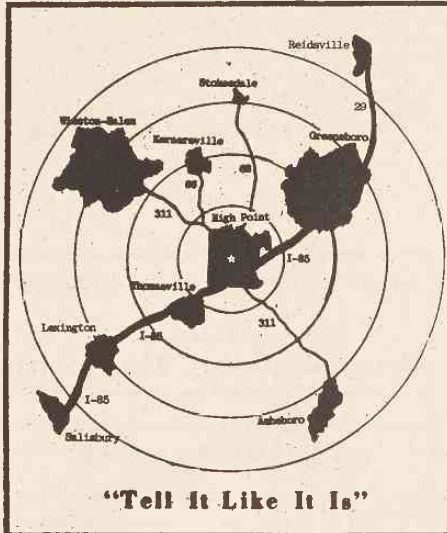 Reidsville
29
Stokesdale
Winston-Salem
Kernersville
Greensboro
66
68
311
High Point
I-85
Thomasville
311
Lexington
I-85
I-85
Asheboro
Salisbury
"Tell It Like It Is"